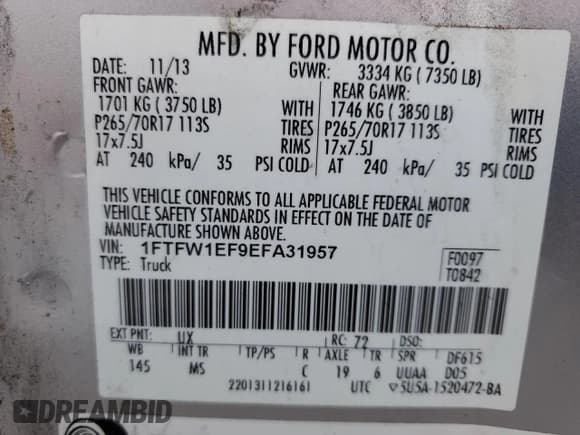 MFD. BY FORD MOTOR CO.
DATE: 11/13 GVWR: 3334 KG ( 7350 LB)
FRONT GAWR: REAR GAWR:
1701 KG ( 3750 LB) WITH 1746 KG ( 3850 LB) WITH
P265/70R17 113S TIRES P265/70R17 113S TIRES
17x7.5J RIMS 17x7.5J RIMS
AT 240 kPa/ 35 PSI COLD AT 240 kPa/ 35 PSI COLD
THIS VEHICLE CONFORMS TO ALL APPLICABLE FEDERAL MOTOR
VEHICLE SAFETY STANDARDS IN EFFECT ON THE DATE OF
MANUFACTURE SHOWN ABOVE.
VIN: 1FTFW1EF9EFA31957 F0097
TYPE: Truck T0842
EXT PNT: UX RC: 72 DSO:
WB INT TR TP/PS R AXLE TR SPR DF615
145 MS C 19 6 UUAA D05
2201311216161 UTC ▽5U5A-1520472-BA
DREAMBID